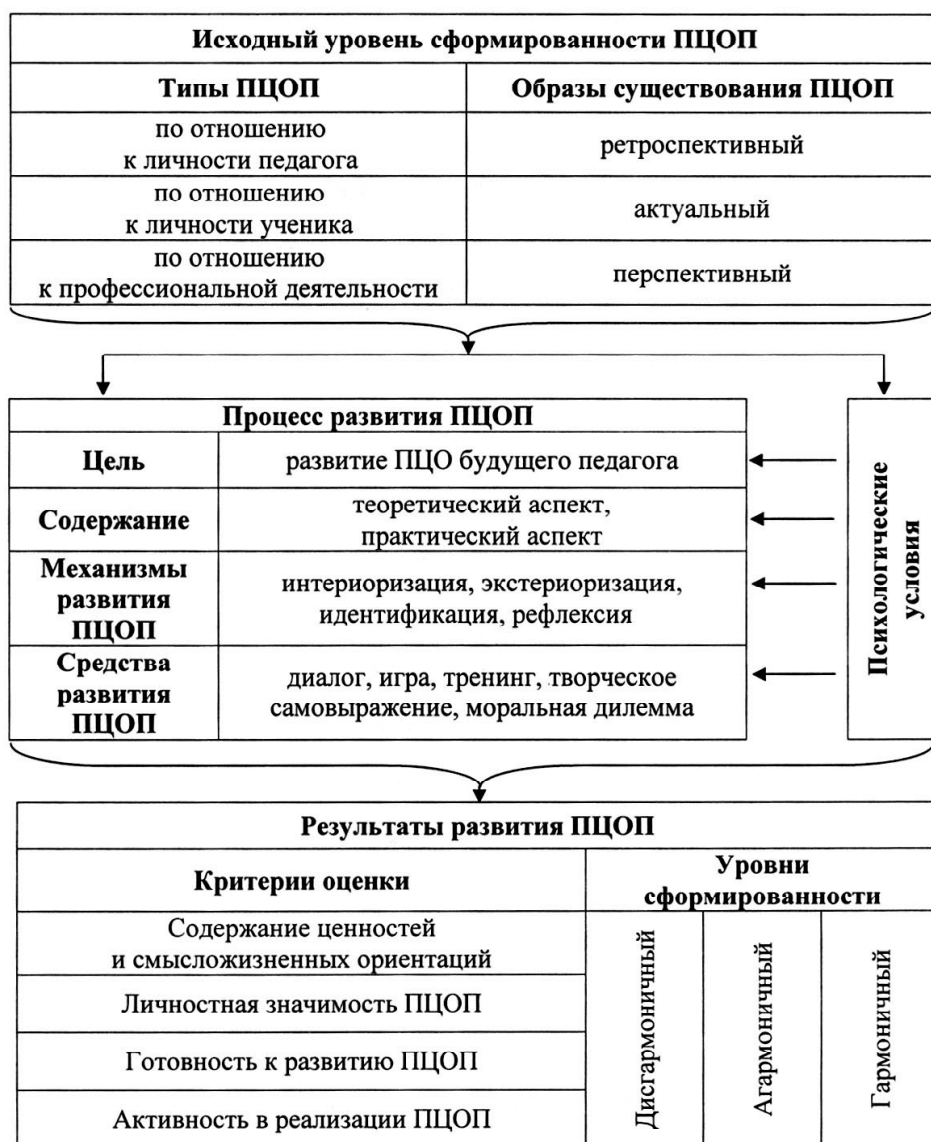 Исходный уровень сформированности ПЦОП
Типы ПЦОП
Образы существования ПЦОП
по отношению
к личности педагога
ретроспективный
по отношению
к личности ученика
актуальный
по отношению
к профессиональной деятельности
перспективный
Процесс развития ПЦОП
Цель
развитие ПЦО будущего педагога
Содержание
теоретический аспект,
практический аспект
Механизмы
развития
ПЦОП
интериоризация, экстериоризация,
идентификация, рефлексия
Средства
развития
ПЦОП
диалог, игра, тренинг, творческое
самовыражение, моральная дилемма
Психологические
условия
Результаты развития ПЦОП
Критерии оценки
Уровни
сформированности
Содержание ценностей
и смысложизненных ориентаций
Личностная значимость ПЦОП
Готовность к развитию ПЦОП
Активность в реализации ПЦОП
Дисгармоничный
Агармоничный
Гармоничный